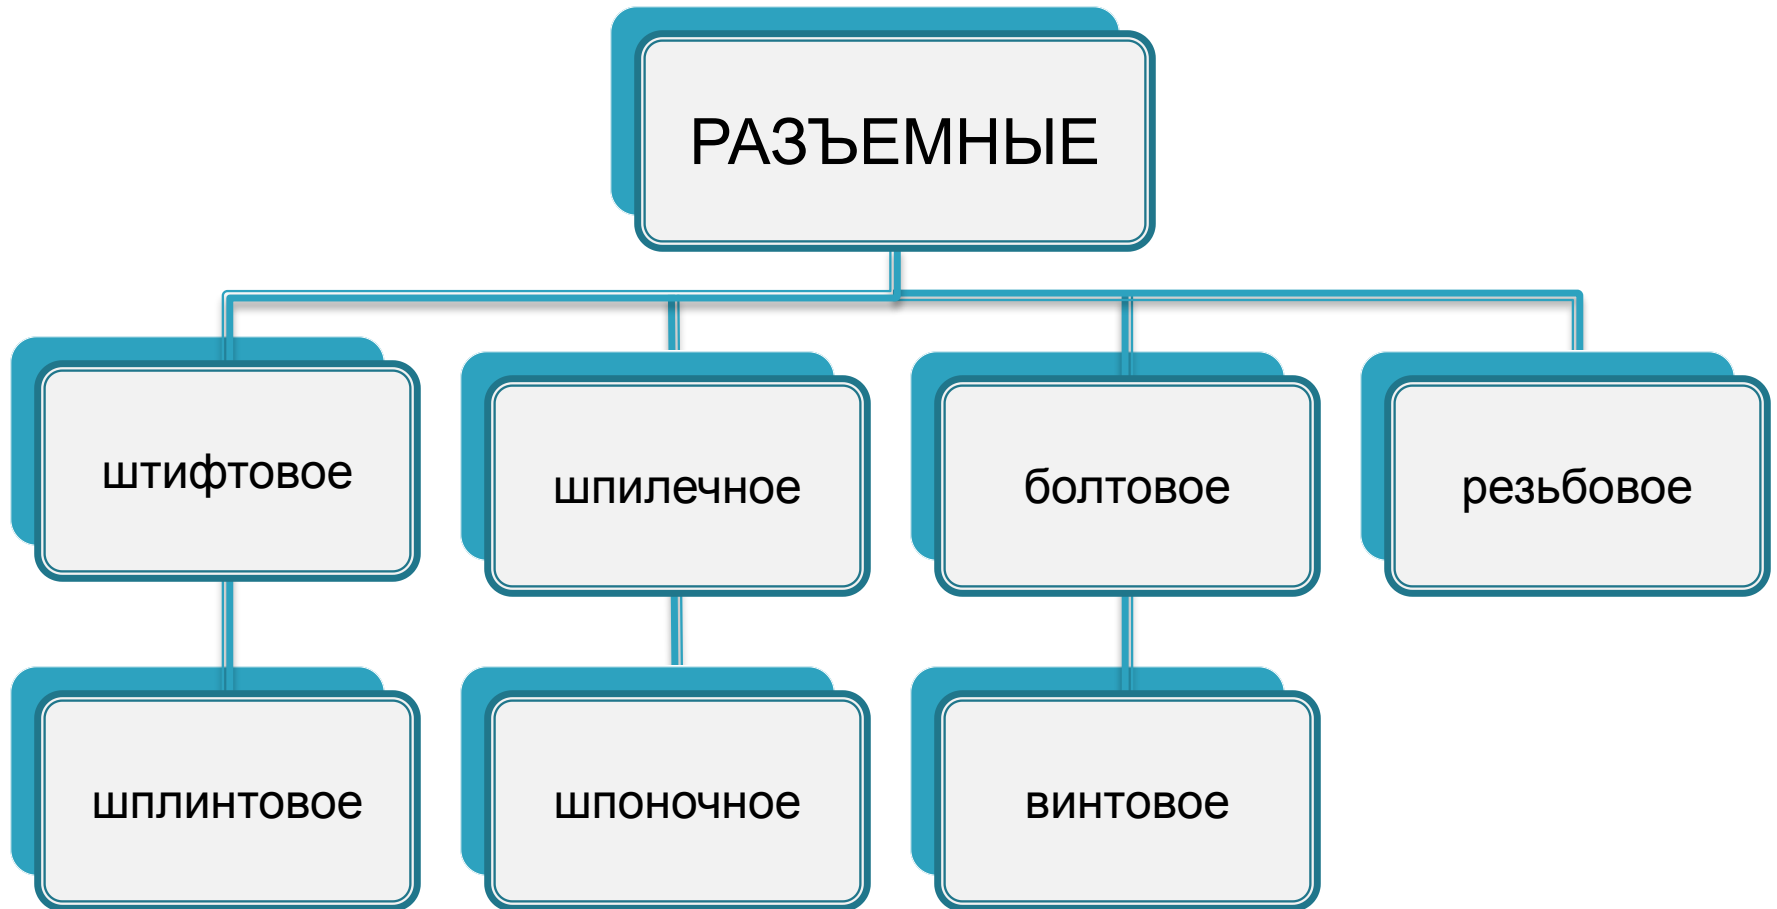 РАЗЪЕМНЫЕ
штифтовое
шпилечное
болтовое
резьбовое
шплинтовое
шпоночное
винтовое